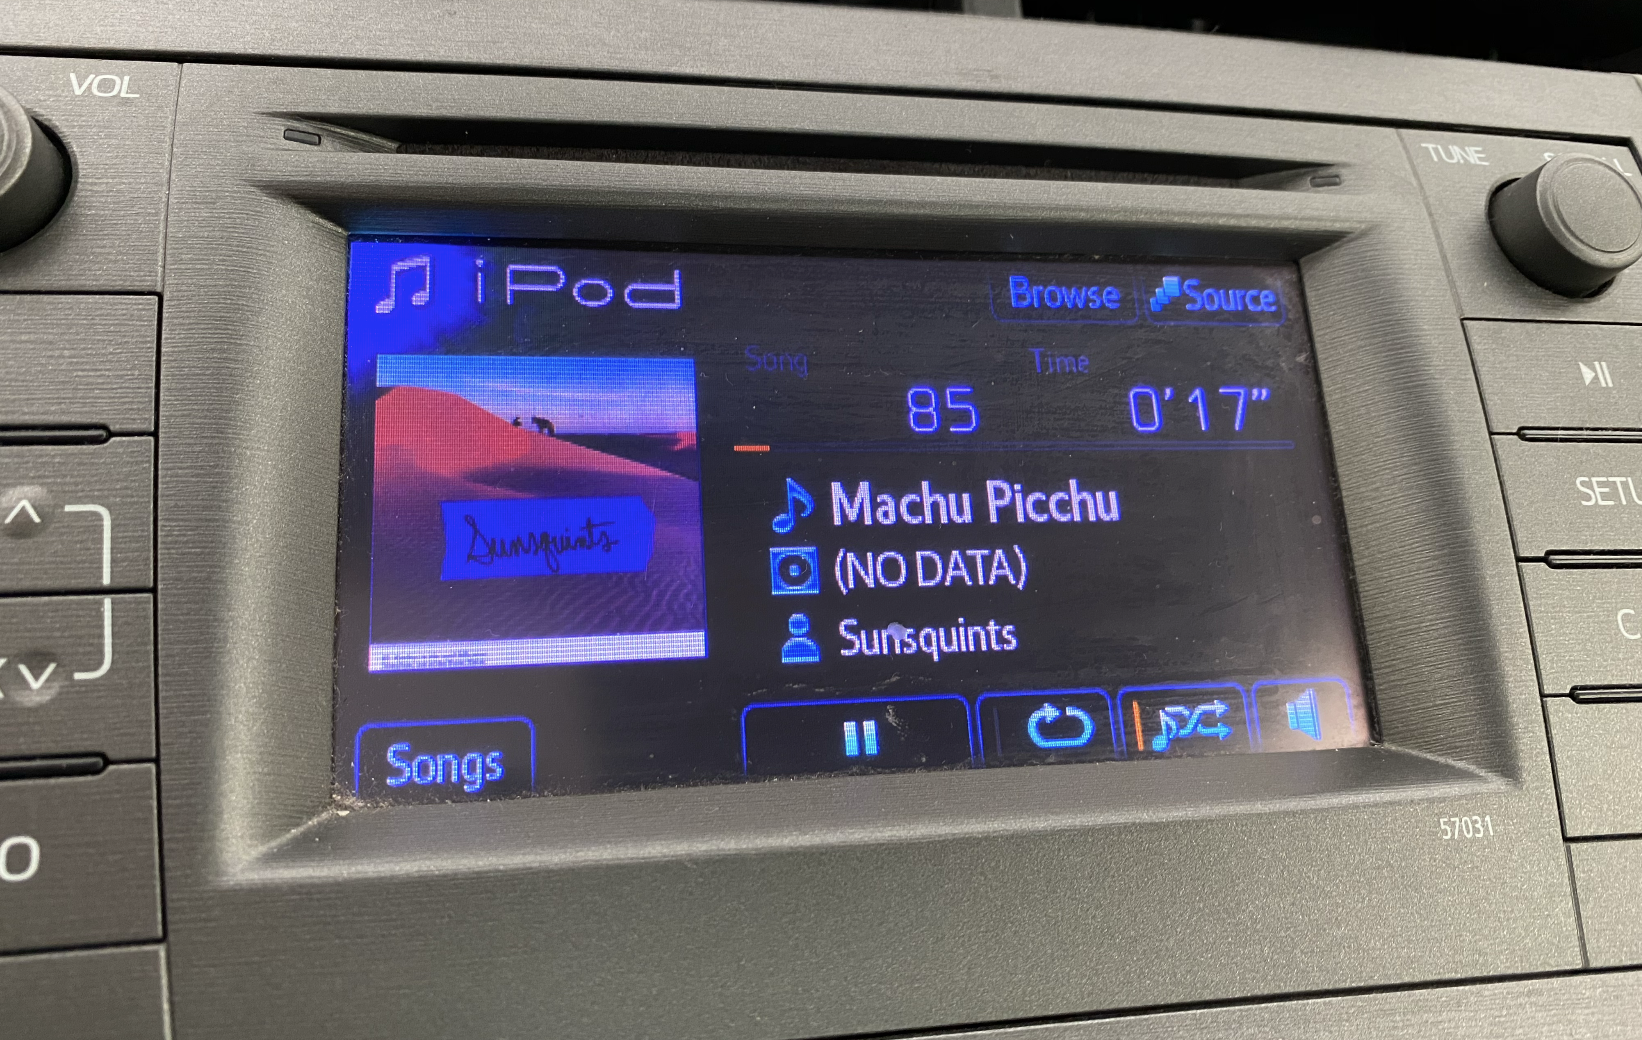 VOL
TUNE
iPod
Browse
Source
Song
Time
85
0'17"
SETU
Machu Picchu
(NO DATA)
Sunsquints
Sunsquints
C
Songs
57031
O